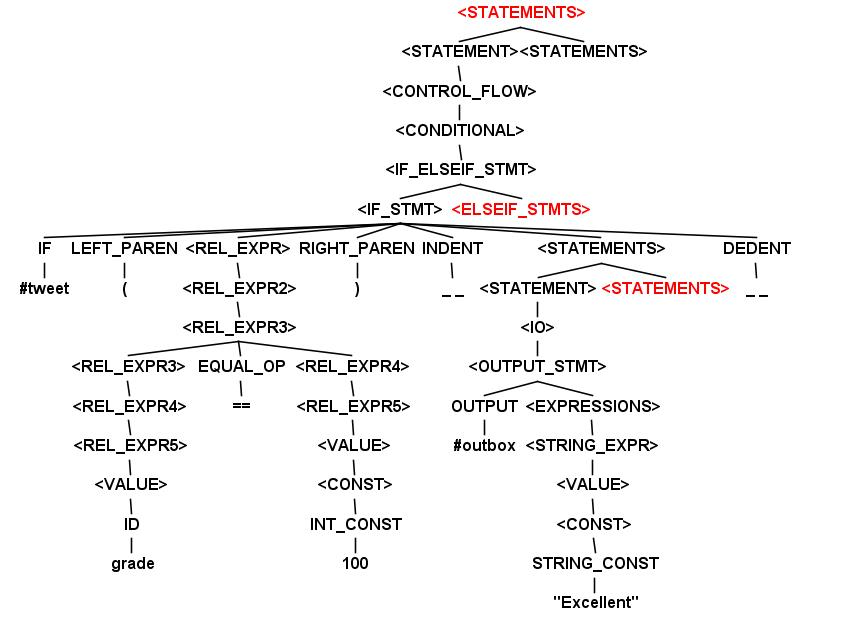 <STATEMENTS>
<STATEMENT><STATEMENTS>
<CONTROL_FLOW>
<CONDITIONAL>
<IF_ELSEIF_STMT>
<IF_STMT> <ELSEIF_STMTS>
IF LEFT_PAREN <REL_EXPR> RIGHT_PAREN INDENT <STATEMENTS> DEDENT
#tweet ( <REL_EXPR2> ) _ _ <STATEMENT> <STATEMENTS> _ _
<REL_EXPR3> <IO>
<REL_EXPR3> EQUAL_OP <REL_EXPR4> <OUTPUT_STMT>
<REL_EXPR4> == <REL_EXPR5> OUTPUT <EXPRESSIONS>
<REL_EXPR5> <VALUE> #outbox <STRING_EXPR>
<VALUE> <CONST> <VALUE>
ID INT_CONST <CONST>
grade 100 STRING_CONST
"Excellent"